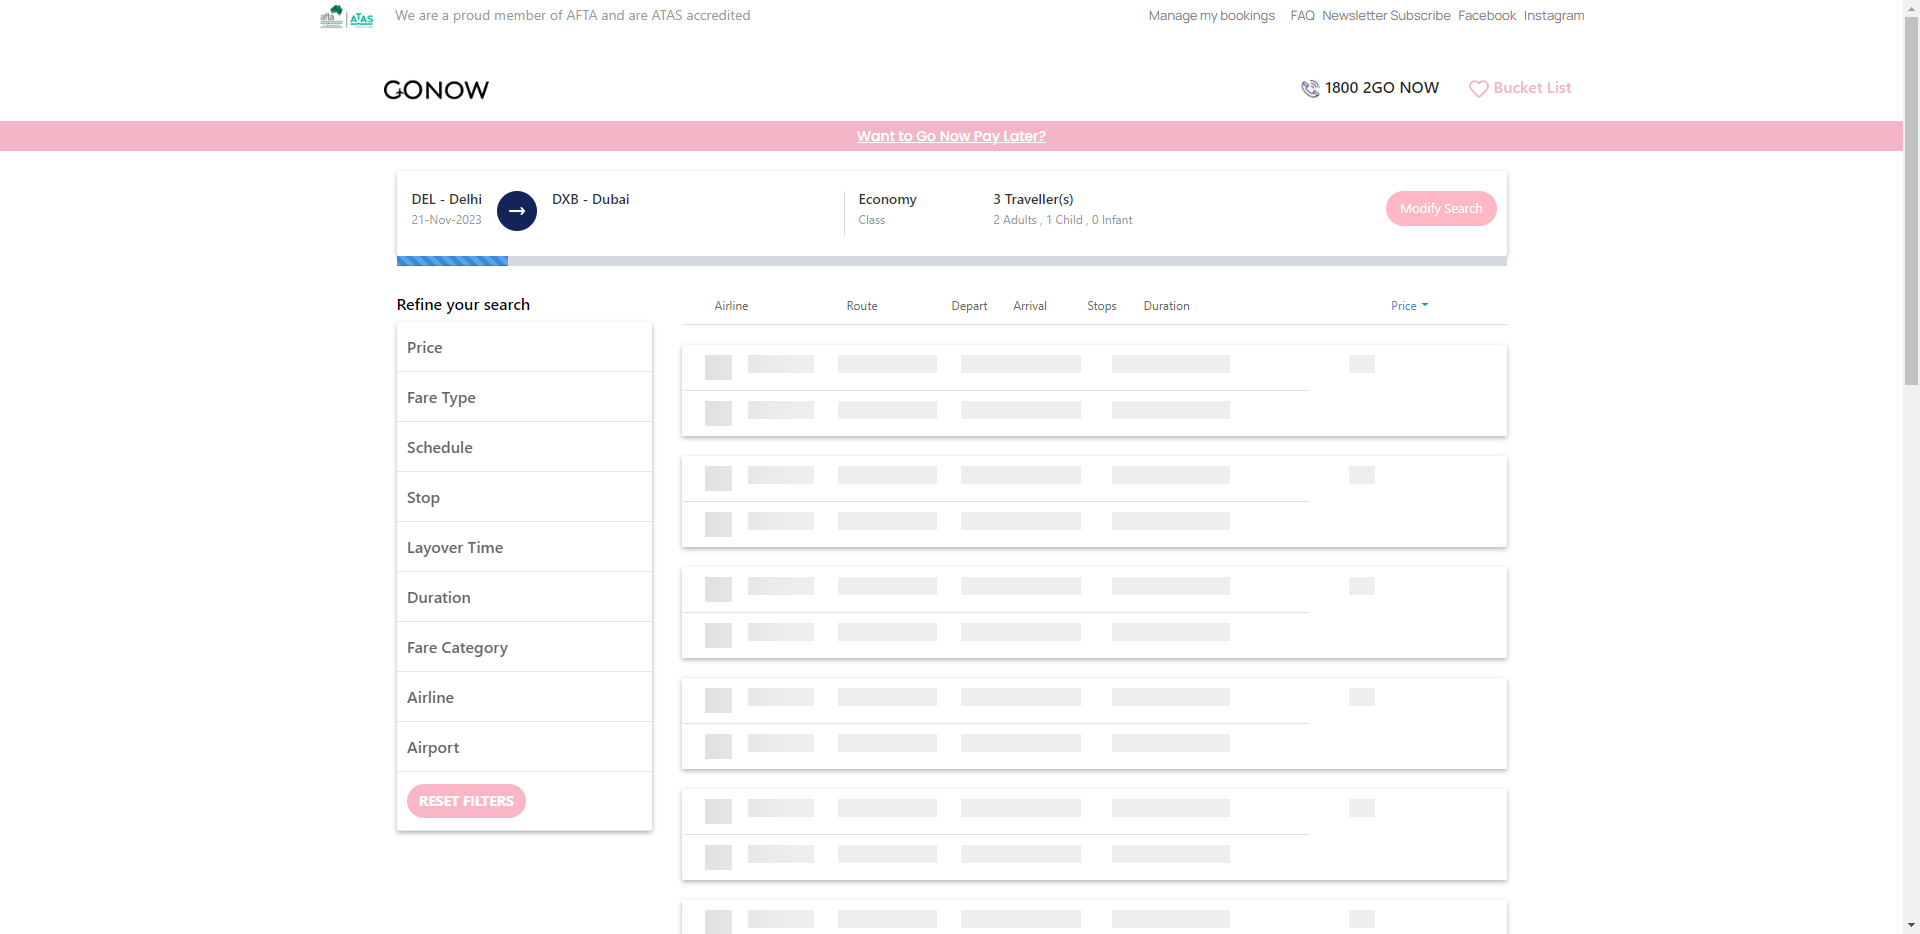 afta ATAS We are a proud member of AFTA and are ATAS accredited Manage my bookings FAQ Newsletter Subscribe Facebook Instagram
GONOW 1800 2GO NOW Bucket List
Want to Go Now Pay Later?
DEL - Delhi DXB - Dubai Economy 3 Traveller(s) Modify Search
21-Nov-2023 Class 2 Adults , 1 Child , 0 Infant
Refine your search Airline Route Depart Arrival Stops Duration Price
Price
Fare Type
Schedule
Stop
Layover Time
Duration
Fare Category
Airline
Airport
RESET FILTERS